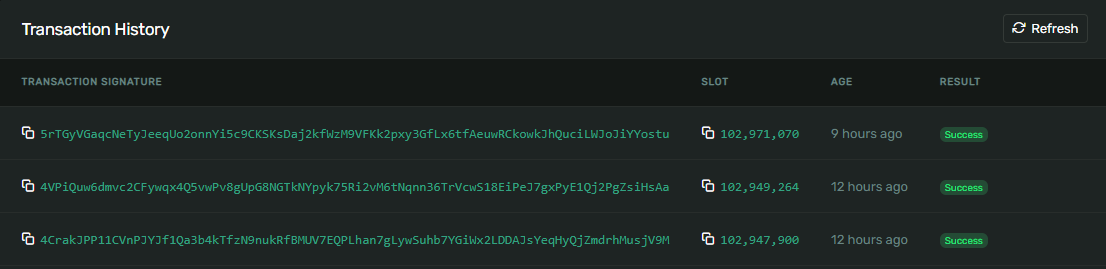 Transaction History
Refresh
TRANSACTION SIGNATURE SLOT AGE RESULT
5rTGyVGaqcNeTyJeeqUo2onnYi5c9CKSKsDaj2kfWzM9VFKk2pxy3GfLx6tfAeuwRCkowkJhQuciLWJoJiYYostu 102,971,070 9 hours ago Success
4VPiQuw6dmvc2CFywqx4Q5vwPv8gUpG8NGTkNYpyk75Ri2vM6tNqnn36TrVcwS18EiPeJ7gxPyE1Qj2PgZsiHsAa 102,949,264 12 hours ago Success
4CrakJPP11CVnPJYJf1Qa3b4kTfzN9nukRfBMUV7EQPLhan7gLywSuhb7YGiWx2LDDAJsYeqHyQjZmdrhMusjV9M 102,947,900 12 hours ago Success